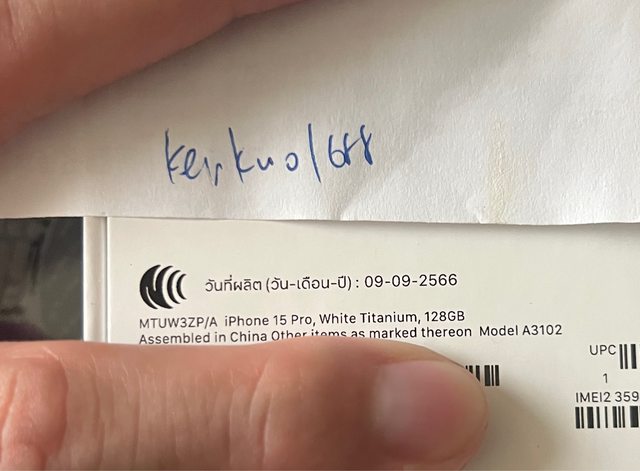 วันที่ผลิต (วัน-เดือน-ปี) : 09-09-2566
MTUW3ZP/A iPhone 15 Pro, White Titanium, 128GB
Assembled in China Other items as marked thereon Model A3102
UPC
1
IMEI2 359